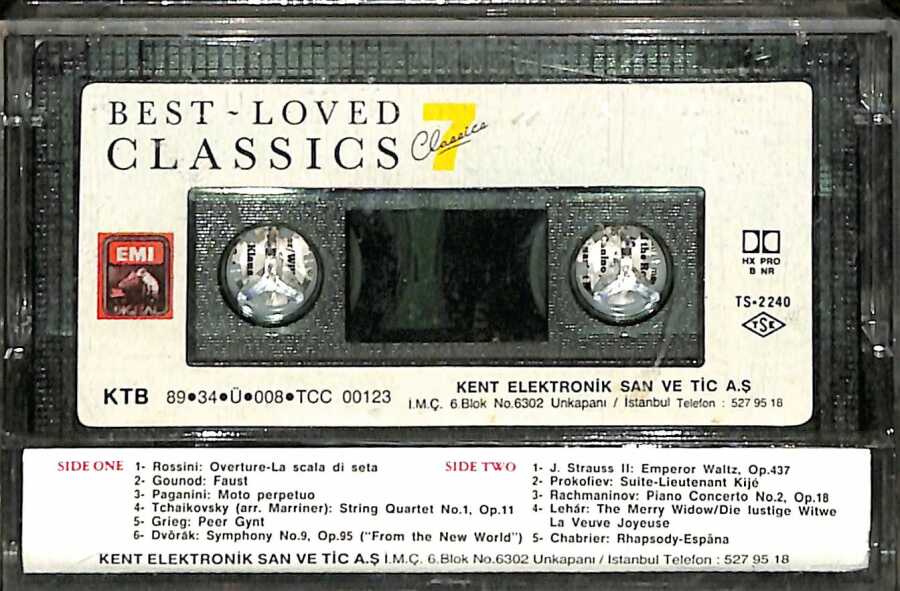 BEST ~ LOVED
CLASSICS
7
Classics
EMI
DIGITAL
HX PRO
B NR
TS•2240
TSE
KTB 89•34•Ü•008•TCC 00123
KENT ELEKTRONİK SAN VE TİC A.Ş
İ.M.Ç. 6.Blok No.6302 Unkapanı / İstanbul Telefon : 527 95 18
SIDE ONE
1- Rossini: Overture-La scala di seta
2- Gounod: Faust
3- Paganini: Moto perpetuo
4- Tchaikovsky (arr. Marriner): String Quartet No.1, Op.11
5- Grieg: Peer Gynt
6- Dvořák: Symphony No.9, Op.95 ("From the New World")
SIDE TWO
1- J. Strauss II: Emperor Waltz, Op.437
2- Prokofiev: Suite-Lieutenant Kijé
3- Rachmaninov: Piano Concerto No.2, Op.18
4- Lehár: The Merry Widow/Die lustige Witwe
La Veuve Joyeuse
5- Chabrier: Rhapsody-Espâna
KENT ELEKTRONİK SAN VE TİC A.Ş İ.M.Ç. 6.Blok No.6302 Unkapanı / İstanbul Telefon : 527 95 18